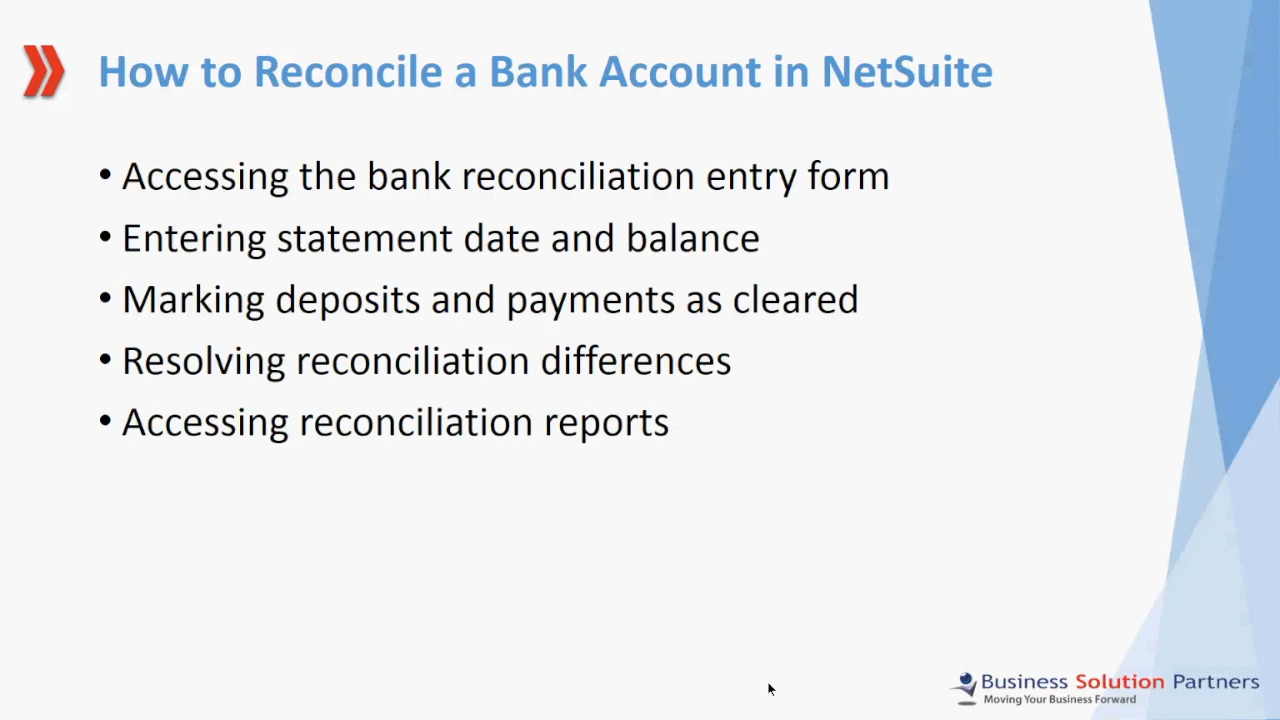 How to Reconcile a Bank Account in NetSuite
• Accessing the bank reconciliation entry form
• Entering statement date and balance
• Marking deposits and payments as cleared
• Resolving reconciliation differences
• Accessing reconciliation reports
Business Solution Partners
Moving Your Business Forward